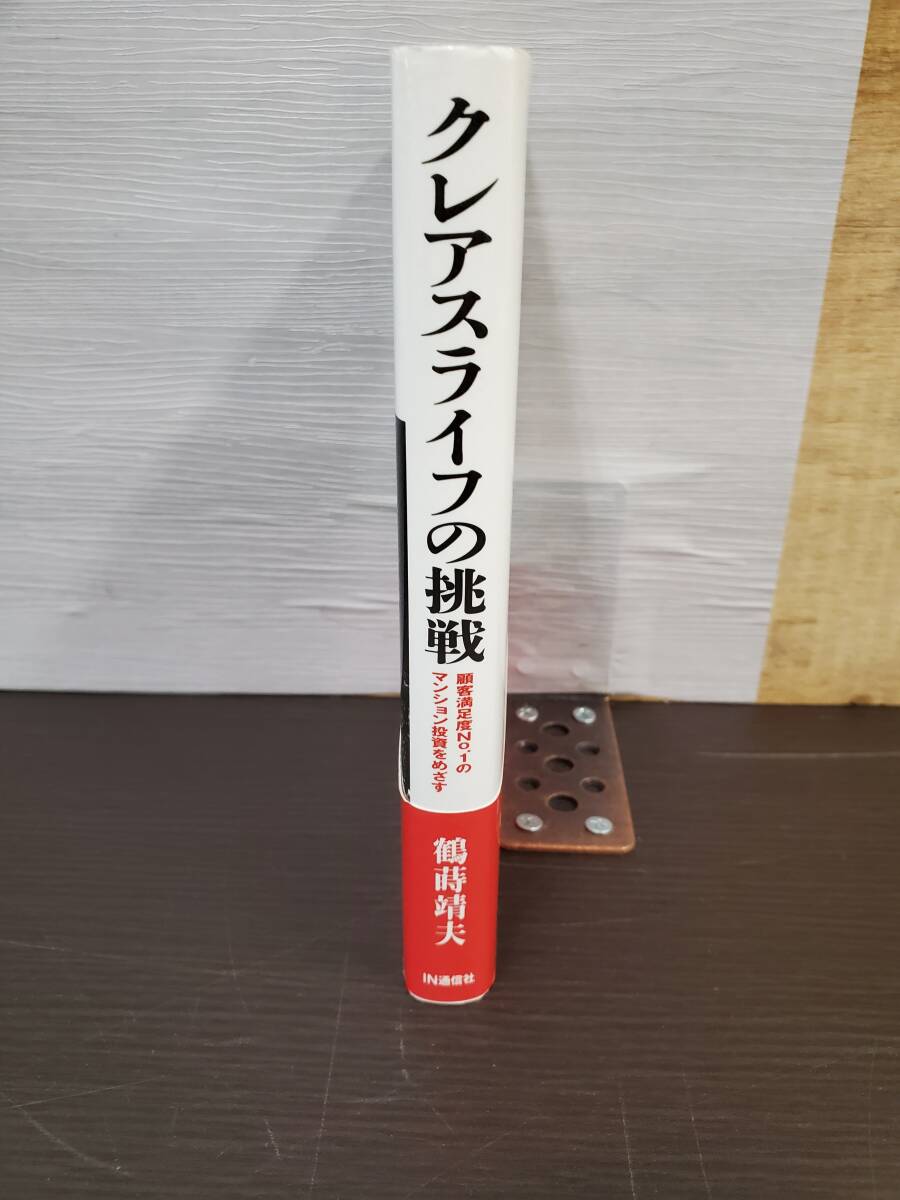 クレアスライフの挑戦
顧客満足度No.1の
マンション投資をめざす
鶴蒔靖夫
IN通信社